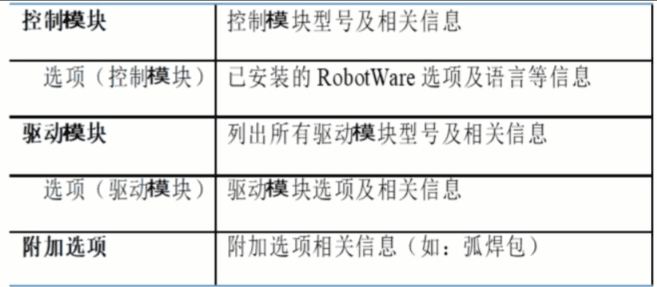 控制模块 控制模块型号及相关信息
选项（控制模块） 已安装的 RobotWare 选项及语言等信息
驱动模块 列出所有驱动模块型号及相关信息
选项（驱动模块） 驱动模块选项及相关信息
附加选项 附加选项相关信息（如：弧焊包）